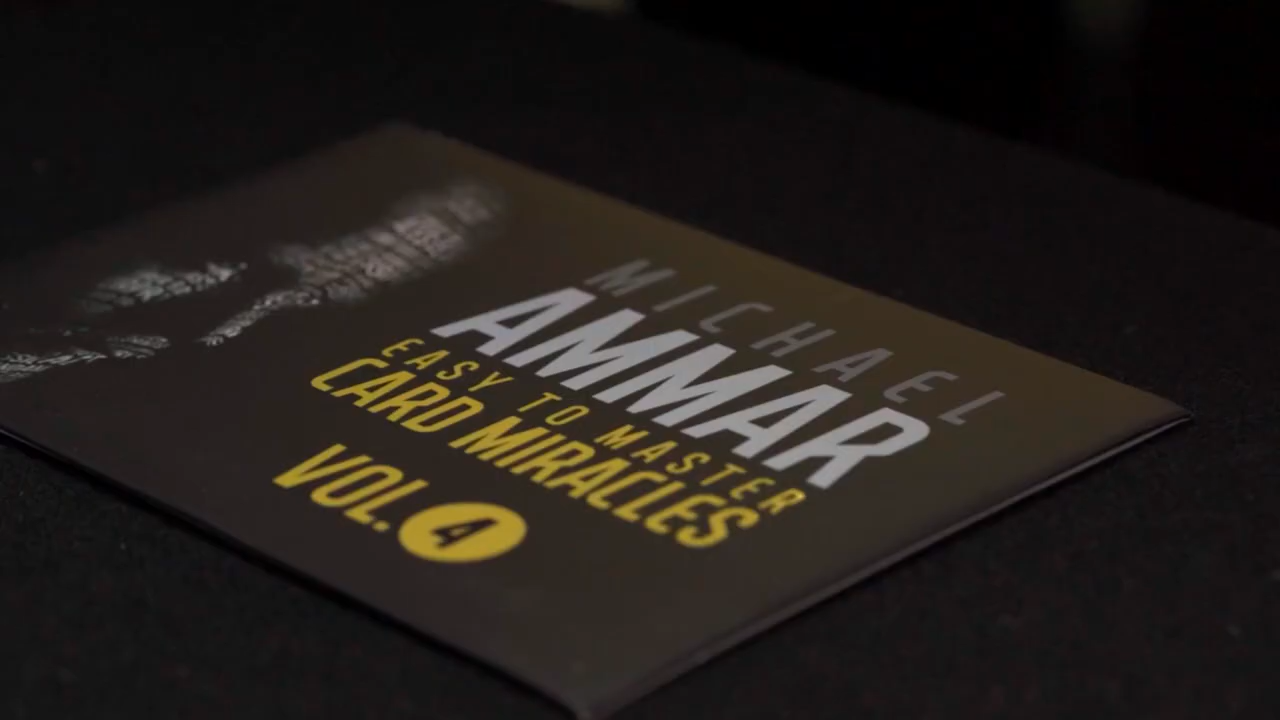 MICHAEL
AMMAR
EASY TO MASTER
CARD MIRACLES
VOL. 4